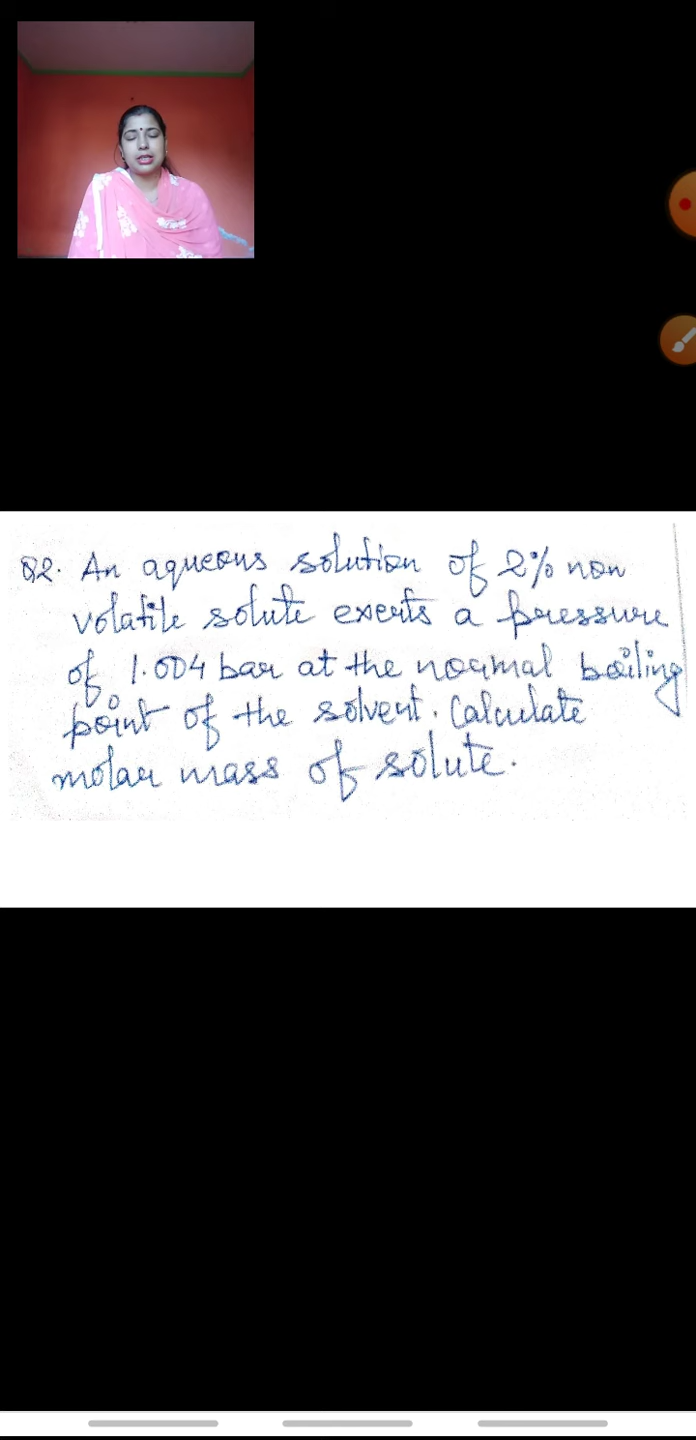 Q2. An aqueous solution of 2% non
volatile solute exerts a pressure
of 1.004 bar at the normal boiling
point of the solvent. Calculate
molar mass of solute.